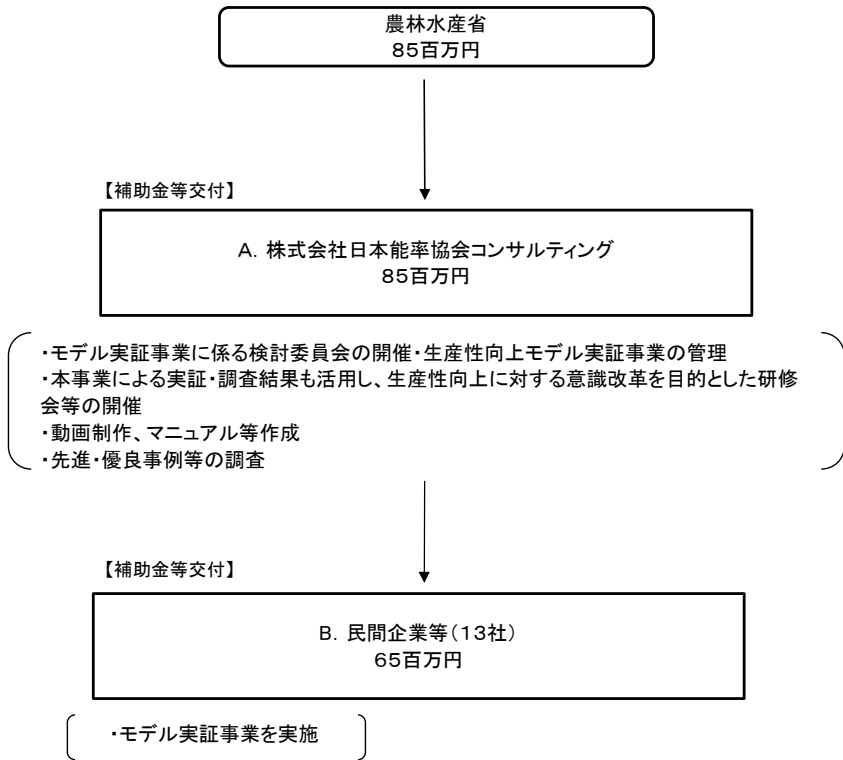 農林水産省
85百万円
【補助金等交付】
A．株式会社日本能率協会コンサルティング
85百万円
・モデル実証事業に係る検討委員会の開催・生産性向上モデル実証事業の管理
・本事業による実証・調査結果も活用し、生産性向上に対する意識改革を目的とした研修
会等の開催
・動画制作、マニュアル等作成
・先進・優良事例等の調査
【補助金等交付】
B．民間企業等（１３社）
65百万円
・モデル実証事業を実施